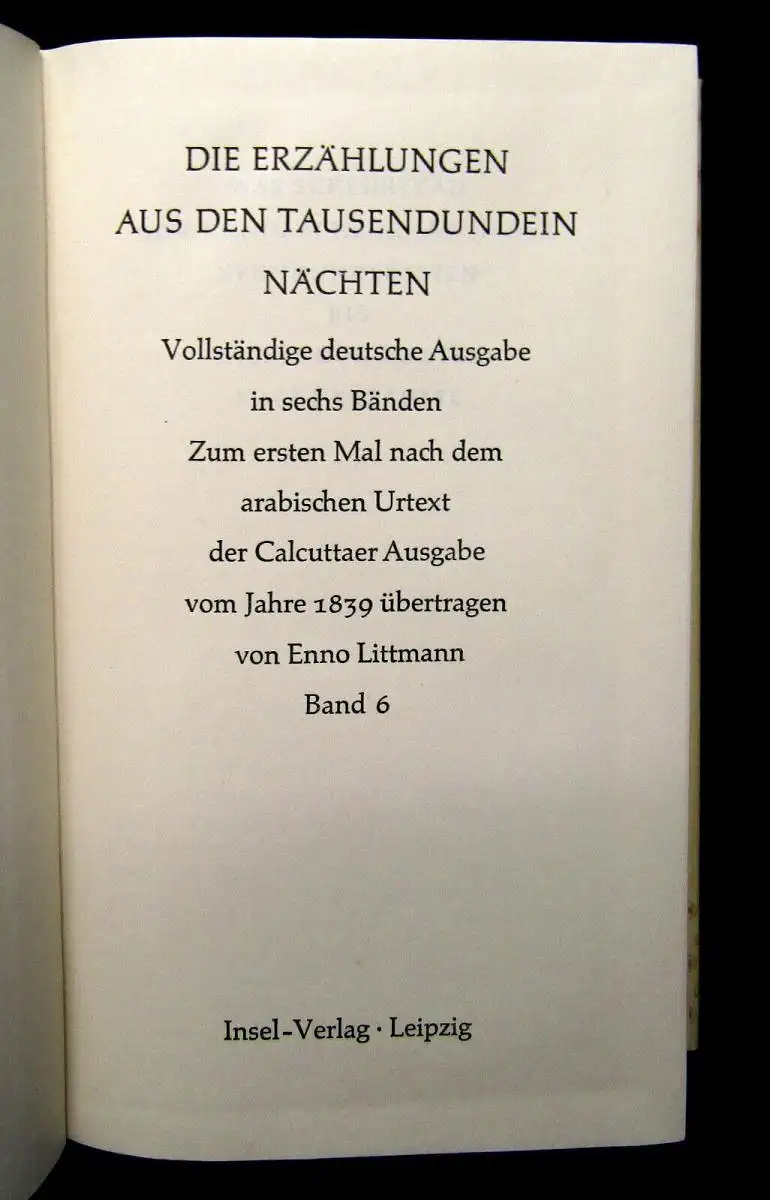 DIE ERZÄHLUNGEN
AUS DEN TAUSENDUNDEIN
NÄCHTEN
Vollständige deutsche Ausgabe
in sechs Bänden
Zum ersten Mal nach dem
arabischen Urtext
der Calcuttaer Ausgabe
vom Jahre 1839 übertragen
von Enno Littmann
Band 6
Insel-Verlag · Leipzig